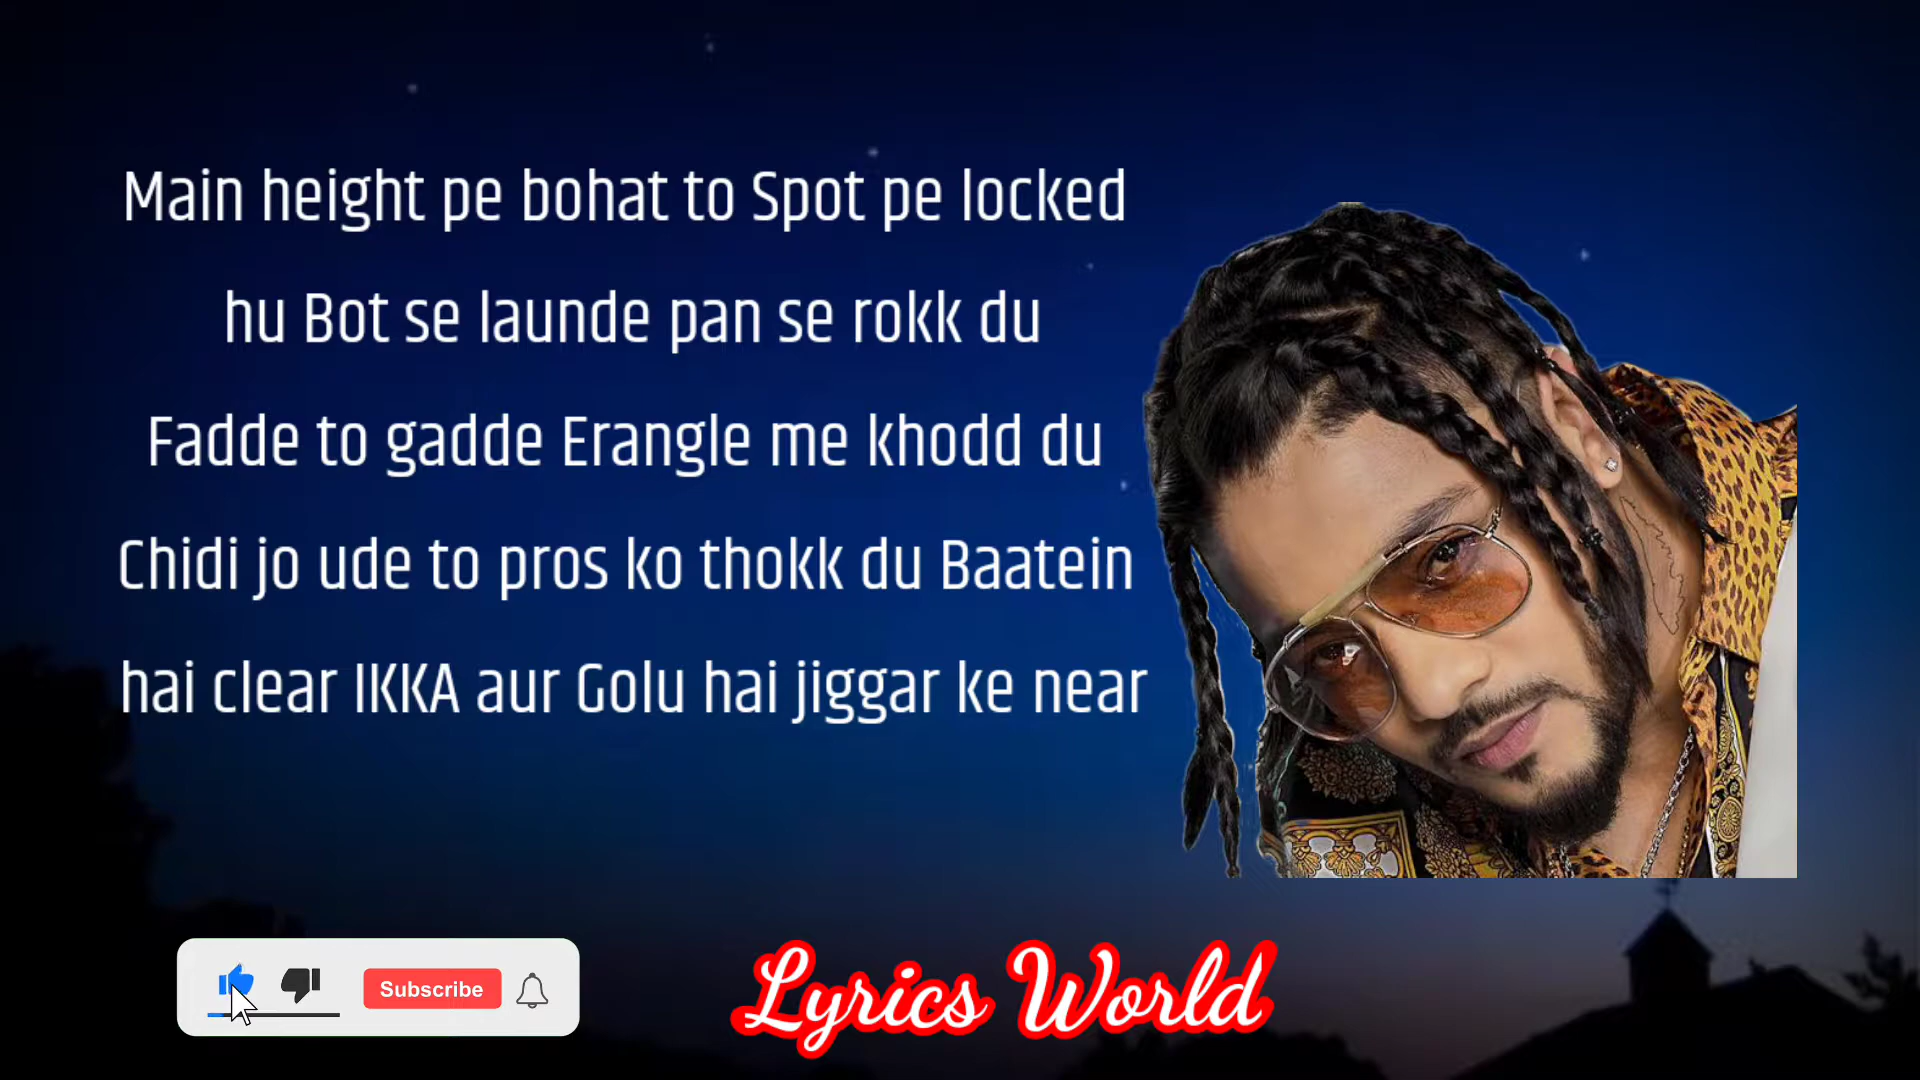 Main height pe bohat to Spot pe locked
hu Bot se launde pan se rokk du
Fadde to gadde Erangle me khodd du
Chidi jo ude to pros ko thokk du Baatein
hai clear IKKA aur Golu hai jiggar ke near
Subscribe
Lyrics World